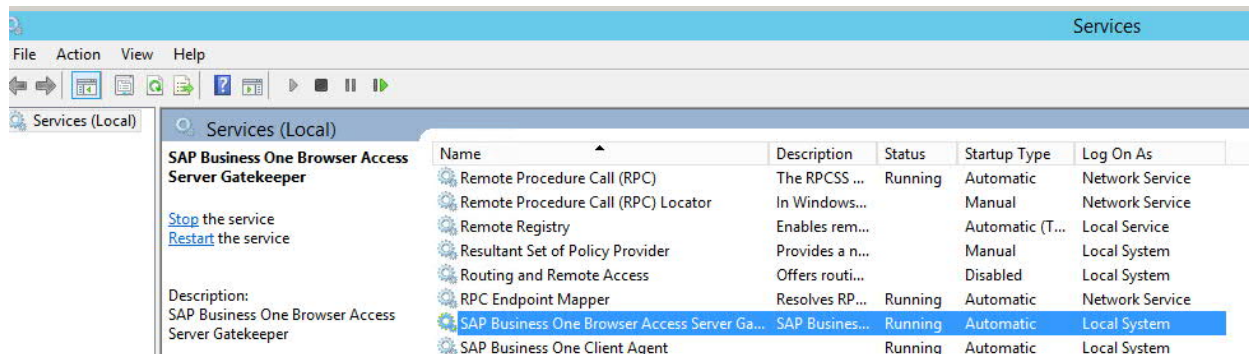 Services
File Action View Help
Services (Local)
Services (Local)
SAP Business One Browser Access
Server Gatekeeper
Stop the service
Restart the service
Description:
SAP Business One Browser Access
Server Gatekeeper
Name Description Status Startup Type Log On As
Remote Procedure Call (RPC) The RPCSS ... Running Automatic Network Service
Remote Procedure Call (RPC) Locator In Windows... Manual Network Service
Remote Registry Enables rem... Automatic (T... Local Service
Resultant Set of Policy Provider Provides a n... Manual Local System
Routing and Remote Access Offers routi... Disabled Local System
RPC Endpoint Mapper Resolves RP... Running Automatic Network Service
SAP Business One Browser Access Server Ga... SAP Busines... Running Automatic Local System
SAP Business One Client Agent Running Automatic Local System